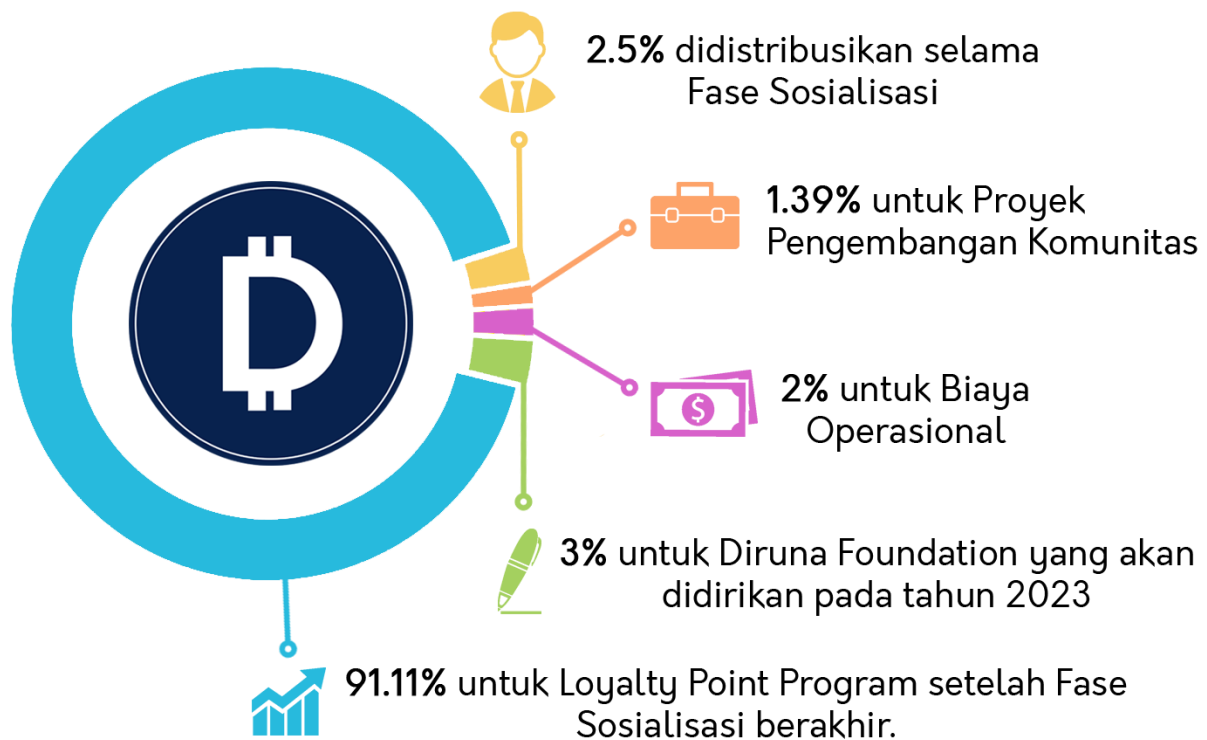 2.5% didistribusikan selama
Fase Sosialisasi
1.39% untuk Proyek
Pengembangan Komunitas
2% untuk Biaya
Operasional
3% untuk Diruna Foundation yang akan
didirikan pada tahun 2023
91.11% untuk Loyalty Point Program setelah Fase
Sosialisasi berakhir.